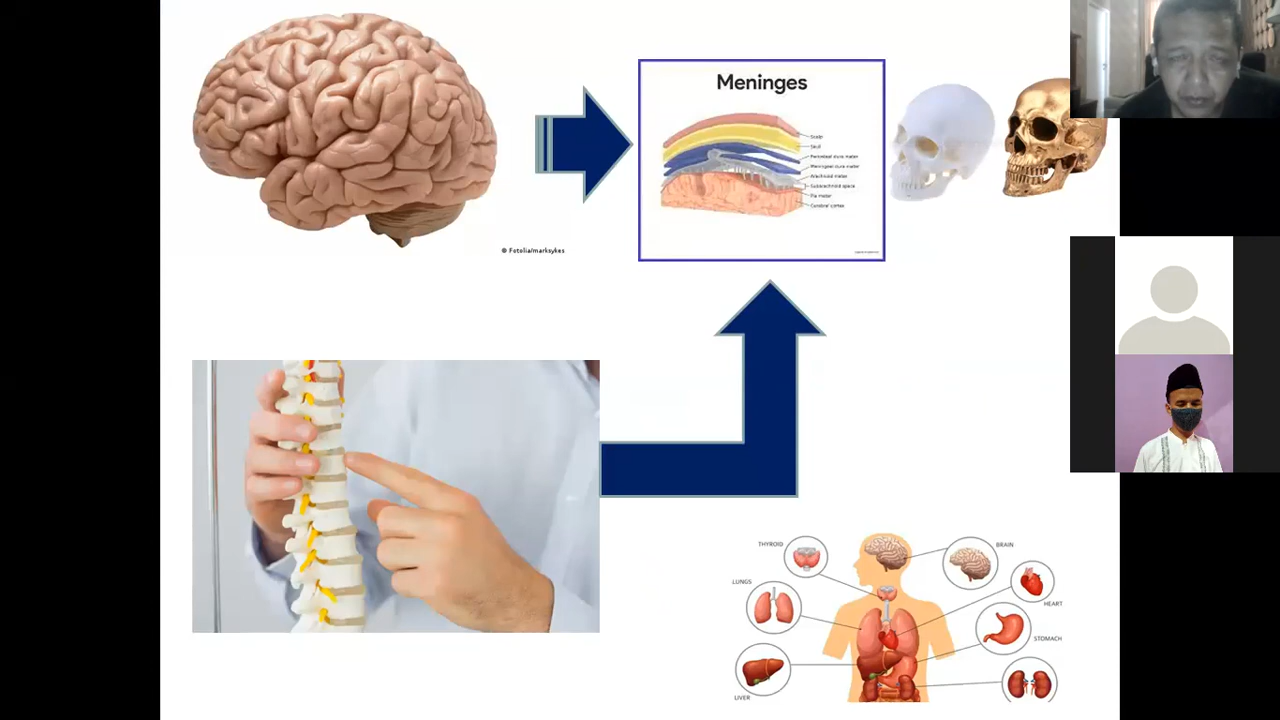 Meninges
Scalp
Skull
Periosteal dura mater
Meningeal dura mater
Arachnoid mater
Subarachnoid space
Pia mater
Cerebral cortex
© Fotolia/marksykes
THYROID
BRAIN
LUNGS
HEART
STOMACH
LIVER